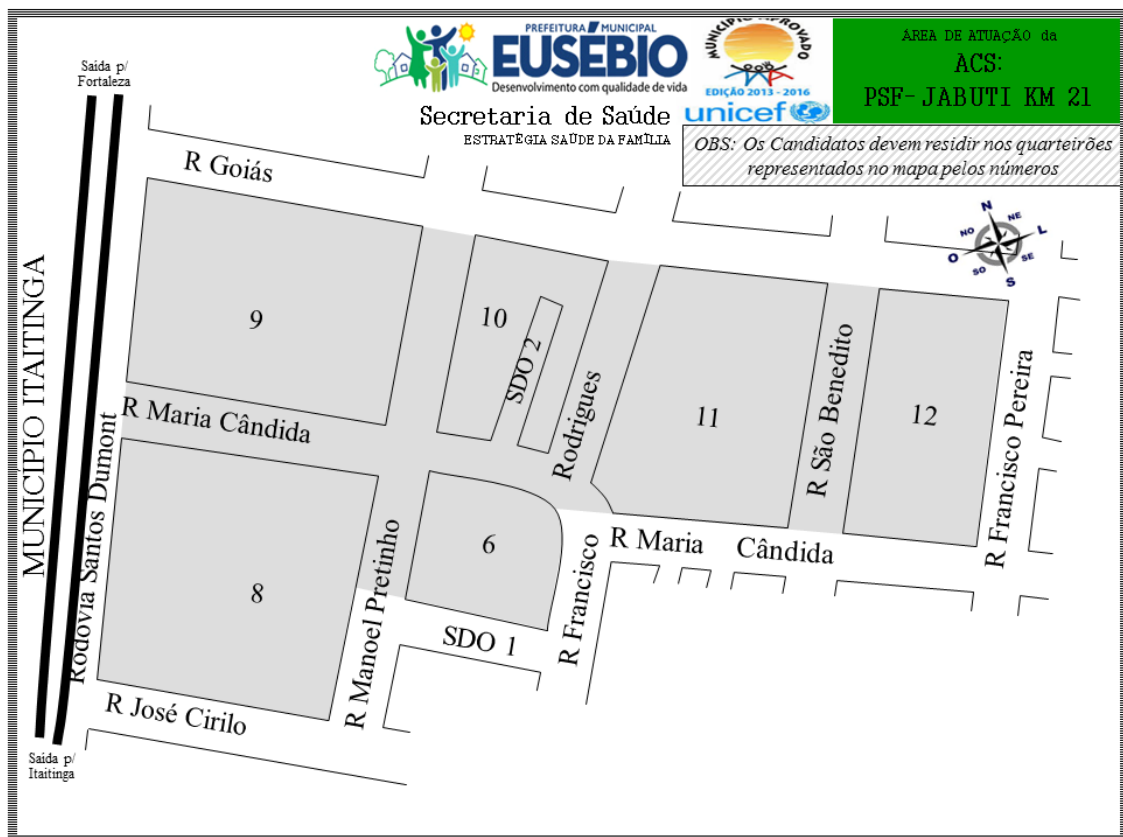 PREFEITURA MUNICIPAL
EUSÉBIO
Desenvolvimento com qualidade de vida
Secretaria de Saúde
ESTRATÉGIA SAÚDE DA FAMÍLIA
MUNICÍPIO APROVADO
EDIÇÃO 2013 - 2016
unicef
AREA DE ATUAÇÃO da
ACS:
PSF- JABUTI KM 21
OBS: Os Candidatos devem residir nos quarteirões
representados no mapa pelos números
Saida p/
Fortaleza
R Goiás
N
NE
L
SE
S
SO
O
NO
MUNICIPIO ITAITINGA
9
10
SDO 2
Rodrigues
11
R São Benedito
12
R Francisco Pereira
R Maria Cândida
Rodovia Santos Dumont
8
R Manoel Pretinho
6
R Francisco
R Maria Cândida
SDO 1
R José Cirilo
Saida p/
Itaitinga